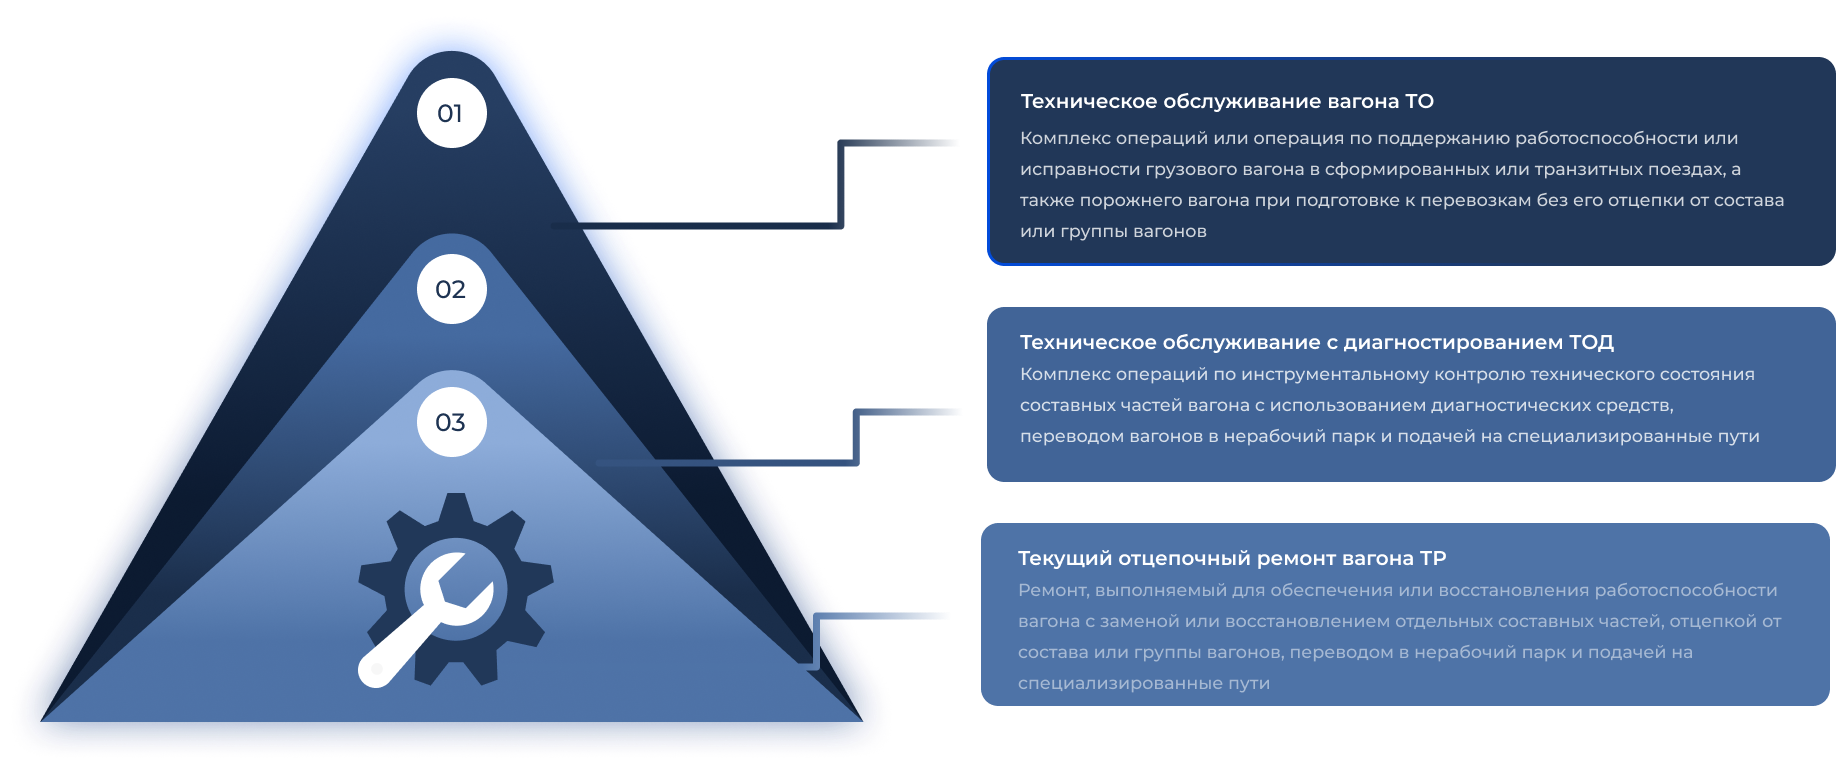 01
Техническое обслуживание вагона ТО
Комплекс операций или операция по поддержанию работоспособности или
исправности грузового вагона в сформированных или транзитных поездах, а
также порожнего вагона при подготовке к перевозкам без его отцепки от состава
или группы вагонов
02
Техническое обслуживание с диагностированием ТОД
Комплекс операций по инструментальному контролю технического состояния
составных частей вагона с использованием диагностических средств,
переводом вагонов в нерабочий парк и подачей на специализированные пути
03
Текущий отцепочный ремонт вагона ТР
Ремонт, выполняемый для обеспечения или восстановления работоспособности
вагона с заменой или восстановлением отдельных составных частей, отцепкой от
состава или группы вагонов, переводом в нерабочий парк и подачей на
специализированные пути